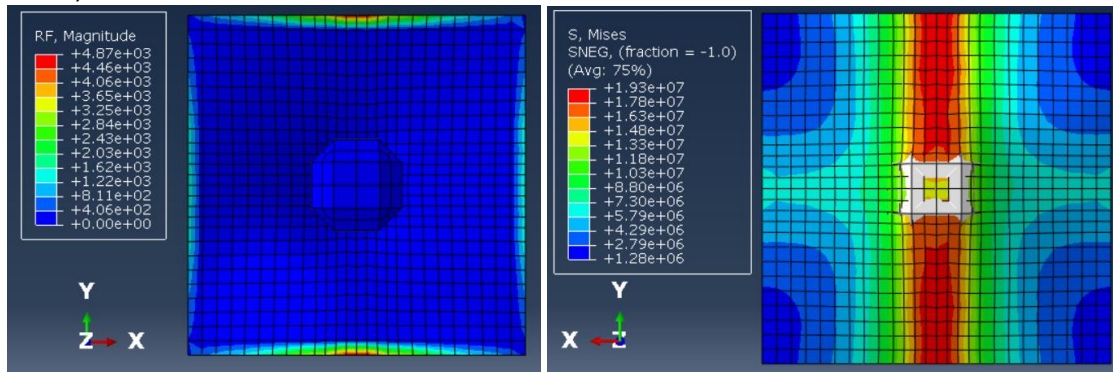 RF, Magnitude
+4.87e+03
+4.46e+03
+4.06e+03
+3.65e+03
+3.25e+03
+2.84e+03
+2.43e+03
+2.03e+03
+1.62e+03
+1.22e+03
+8.11e+02
+4.06e+02
+0.00e+00
Y
Z X
S, Mises
SNEG, (fraction = -1.0)
(Avg: 75%)
+1.93e+07
+1.78e+07
+1.63e+07
+1.48e+07
+1.33e+07
+1.18e+07
+1.03e+07
+8.80e+06
+7.30e+06
+5.79e+06
+4.29e+06
+2.79e+06
+1.28e+06
Y
X Z